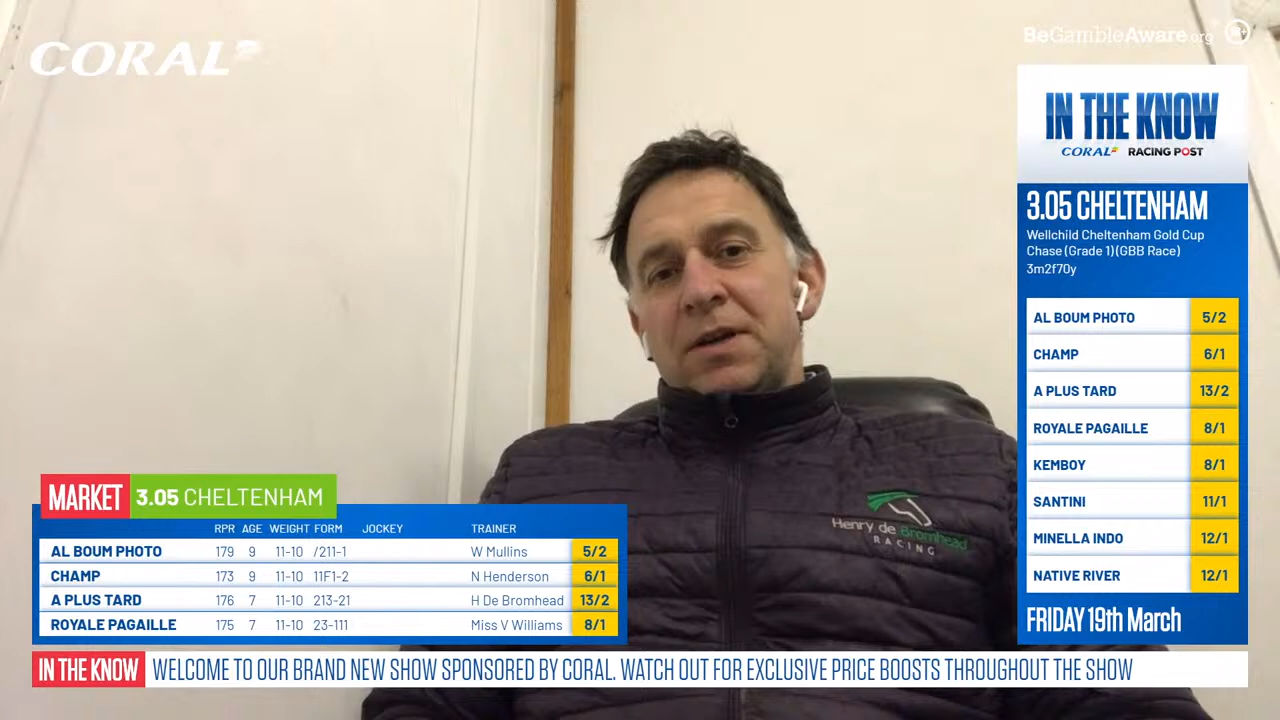 CORAL
BeGambleAware.org 18+
IN THE KNOW
CORAL RACING POST
3.05 CHELTENHAM
Wellchild Cheltenham Gold Cup
Chase (Grade 1) (GBB Race)
3m2f70y
AL BOUM PHOTO 5/2
CHAMP 6/1
A PLUS TARD 13/2
ROYALE PAGAILLE 8/1
KEMBOY 8/1
SANTINI 11/1
MINELLA INDO 12/1
NATIVE RIVER 12/1
FRIDAY 19th March
Henry de Bromhead
RACING
MARKET 3.05 CHELTENHAM
RPR AGE WEIGHT FORM JOCKEY TRAINER
AL BOUM PHOTO 179 9 11-10 /211-1 W Mullins 5/2
CHAMP 173 9 11-10 11F1-2 N Henderson 6/1
A PLUS TARD 176 7 11-10 213-21 H De Bromhead 13/2
ROYALE PAGAILLE 175 7 11-10 23-111 Miss V Williams 8/1
IN THE KNOW WELCOME TO OUR BRAND NEW SHOW SPONSORED BY CORAL. WATCH OUT FOR EXCLUSIVE PRICE BOOSTS THROUGHOUT THE SHOW